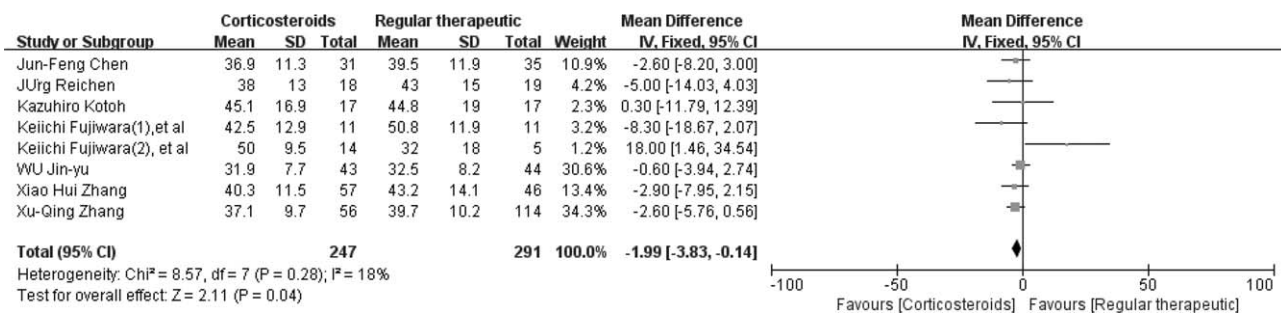 Corticosteroids Regular therapeutic Mean Difference Mean Difference
Study or Subgroup Mean SD Total Mean SD Total Weight IV, Fixed, 95% CI IV, Fixed, 95% CI
Jun-Feng Chen 36.9 11.3 31 39.5 11.9 35 10.9% -2.60 [-8.20, 3.00]
JÜrg Reichen 38 13 18 43 15 19 4.2% -5.00 [-14.03, 4.03]
Kazuhiro Kotoh 45.1 16.9 17 44.8 19 17 2.3% 0.30 [-11.79, 12.39]
Keiichi Fujiwara(1),et al 42.5 12.9 11 50.8 11.9 11 3.2% -8.30 [-18.67, 2.07]
Keiichi Fujiwara(2), et al 50 9.5 14 32 18 5 1.2% 18.00 [1.46, 34.54]
WU Jin-yu 31.9 7.7 43 32.5 8.2 44 30.6% -0.60 [-3.94, 2.74]
Xiao Hui Zhang 40.3 11.5 57 43.2 14.1 46 13.4% -2.90 [-7.95, 2.15]
Xu-Qing Zhang 37.1 9.7 56 39.7 10.2 114 34.3% -2.60 [-5.76, 0.56]
Total (95% CI) 247 291 100.0% -1.99 [-3.83, -0.14]
Heterogeneity: Chi² = 8.57, df = 7 (P = 0.28); I² = 18%
Test for overall effect: Z = 2.11 (P = 0.04)
-100 -50 0 50 100
Favours [Corticosteroids] Favours [Regular therapeutic]